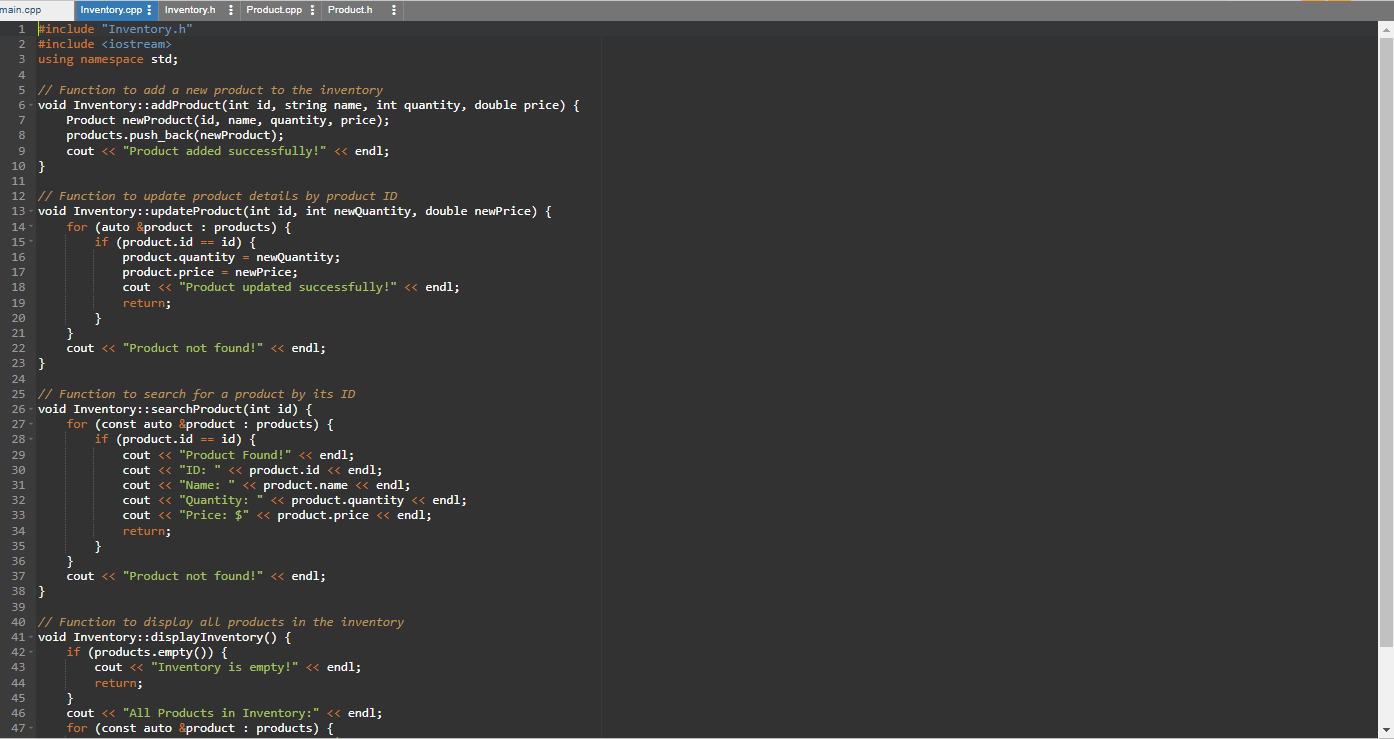 main.cpp Inventory.cpp Inventory.h Product.cpp Product.h
1 #include "Inventory.h"
2 #include <iostream>
3 using namespace std;
4
5 // Function to add a new product to the inventory
6 void Inventory::addProduct(int id, string name, int quantity, double price) {
7     Product newProduct(id, name, quantity, price);
8     products.push_back(newProduct);
9     cout << "Product added successfully!" << endl;
10 }
11
12 // Function to update product details by product ID
13 void Inventory::updateProduct(int id, int newQuantity, double newPrice) {
14     for (auto &product : products) {
15         if (product.id == id) {
16             product.quantity = newQuantity;
17             product.price = newPrice;
18             cout << "Product updated successfully!" << endl;
19             return;
20         }
21     }
22     cout << "Product not found!" << endl;
23 }
24
25 // Function to search for a product by its ID
26 void Inventory::searchProduct(int id) {
27     for (const auto &product : products) {
28         if (product.id == id) {
29             cout << "Product Found!" << endl;
30             cout << "ID: " << product.id << endl;
31             cout << "Name: " << product.name << endl;
32             cout << "Quantity: " << product.quantity << endl;
33             cout << "Price: $" << product.price << endl;
34             return;
35         }
36     }
37     cout << "Product not found!" << endl;
38 }
39
40 // Function to display all products in the inventory
41 void Inventory::displayInventory() {
42     if (products.empty()) {
43         cout << "Inventory is empty!" << endl;
44         return;
45     }
46     cout << "All Products in Inventory:" << endl;
47     for (const auto &product : products) {